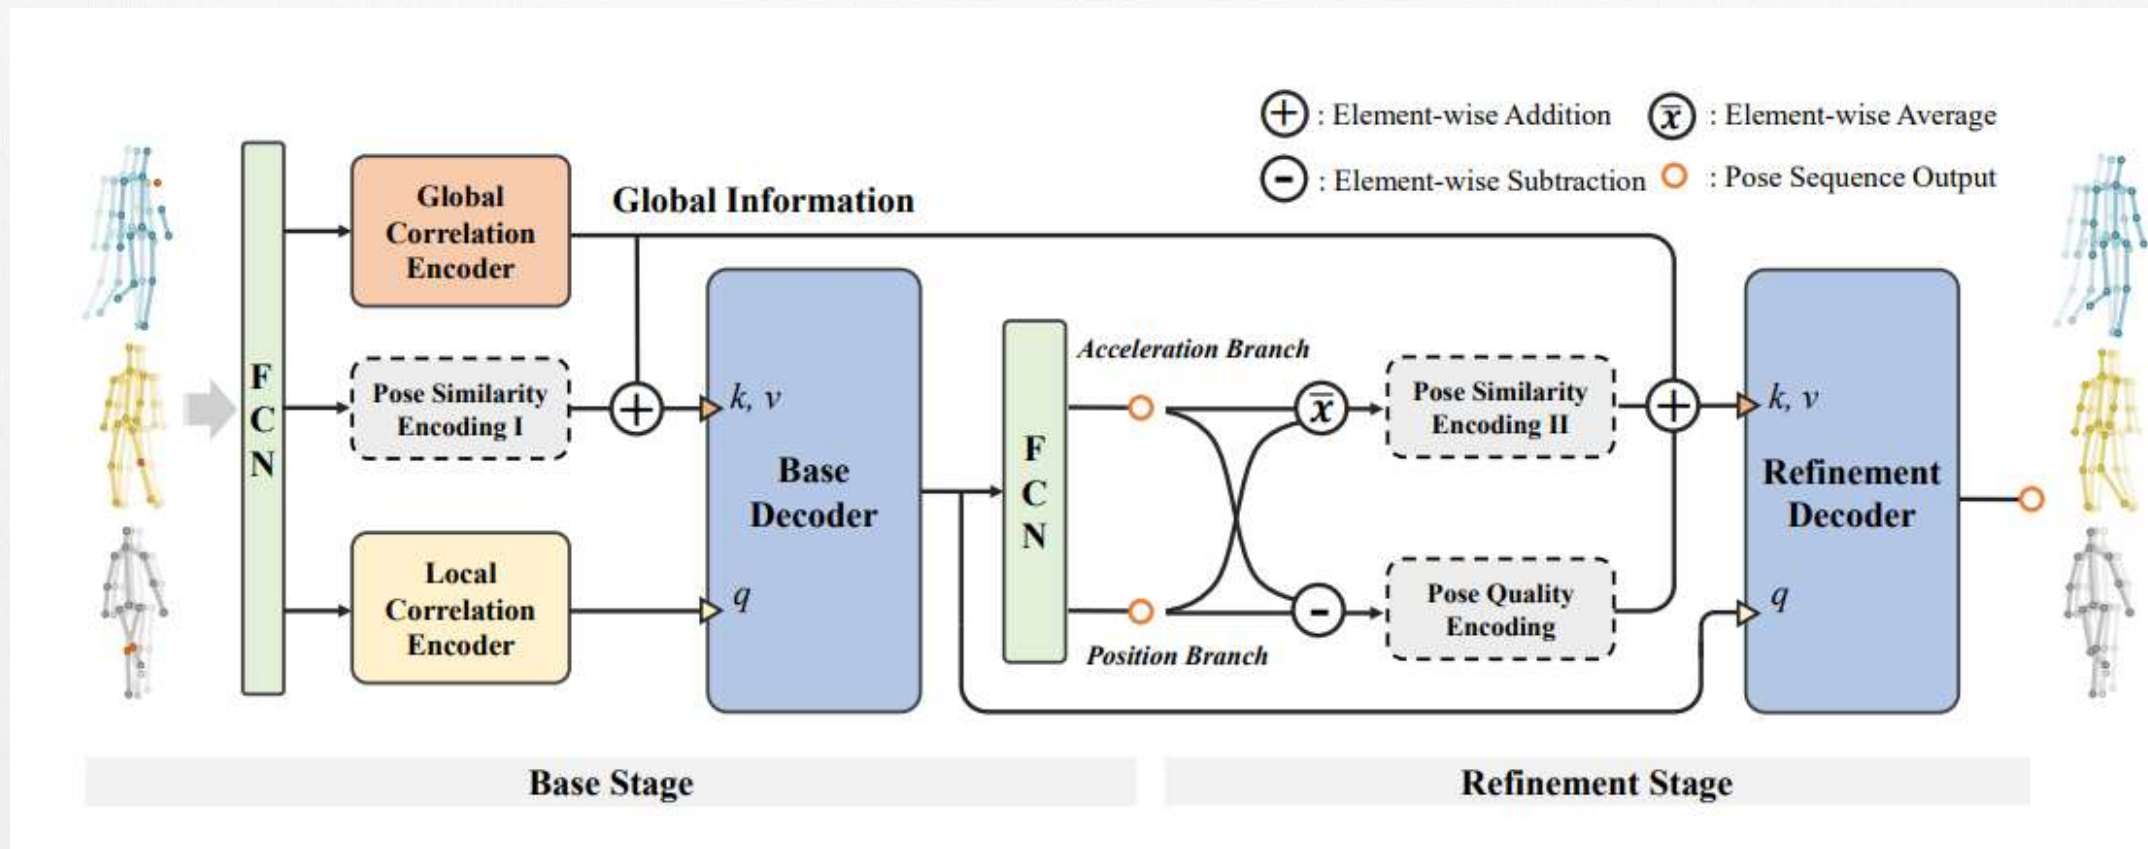 : Element-wise Addition
x̄ : Element-wise Average
: Element-wise Subtraction
: Pose Sequence Output
F
C
N
Global
Correlation
Encoder
Global Information
Pose Similarity
Encoding I
+
k, v
Local
Correlation
Encoder
q
Base
Decoder
F
C
N
Acceleration Branch
Position Branch
x̄
-
Pose Similarity
Encoding II
Pose Quality
Encoding
+
k, v
q
Refinement
Decoder
Base Stage
Refinement Stage